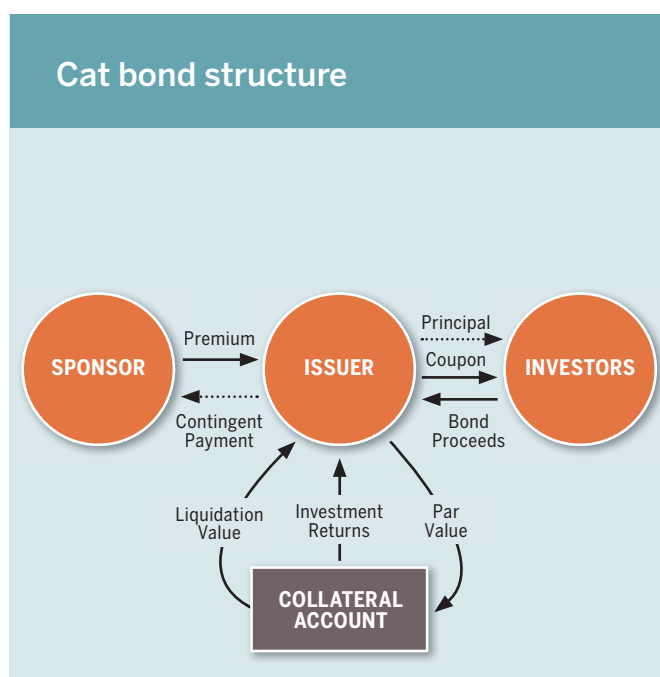 Cat bond structure
Principal
Premium
SPONSOR
ISSUER
Coupon
INVESTORS
Contingent
Payment
Bond
Proceeds
Liquidation
Value
Investment
Returns
Par
Value
COLLATERAL
ACCOUNT